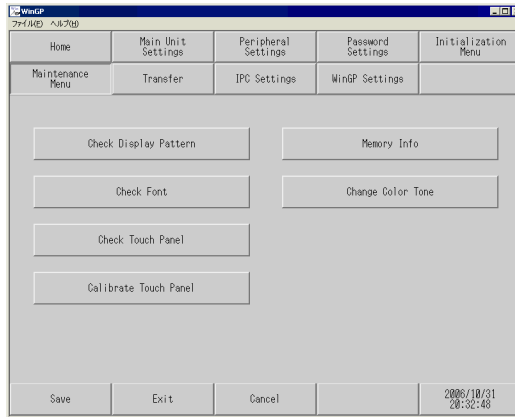 WinGP
ファイル(F) ヘルプ(H)
Home
Main Unit
Settings
Peripheral
Settings
Password
Settings
Initialization
Menu
Maintenance
Menu
Transfer
IPC Settings
WinGP Settings
Check Display Pattern
Memory Info
Check Font
Change Color Tone
Check Touch Panel
Calibrate Touch Panel
Save
Exit
Cancel
2006/10/31
20:32:48